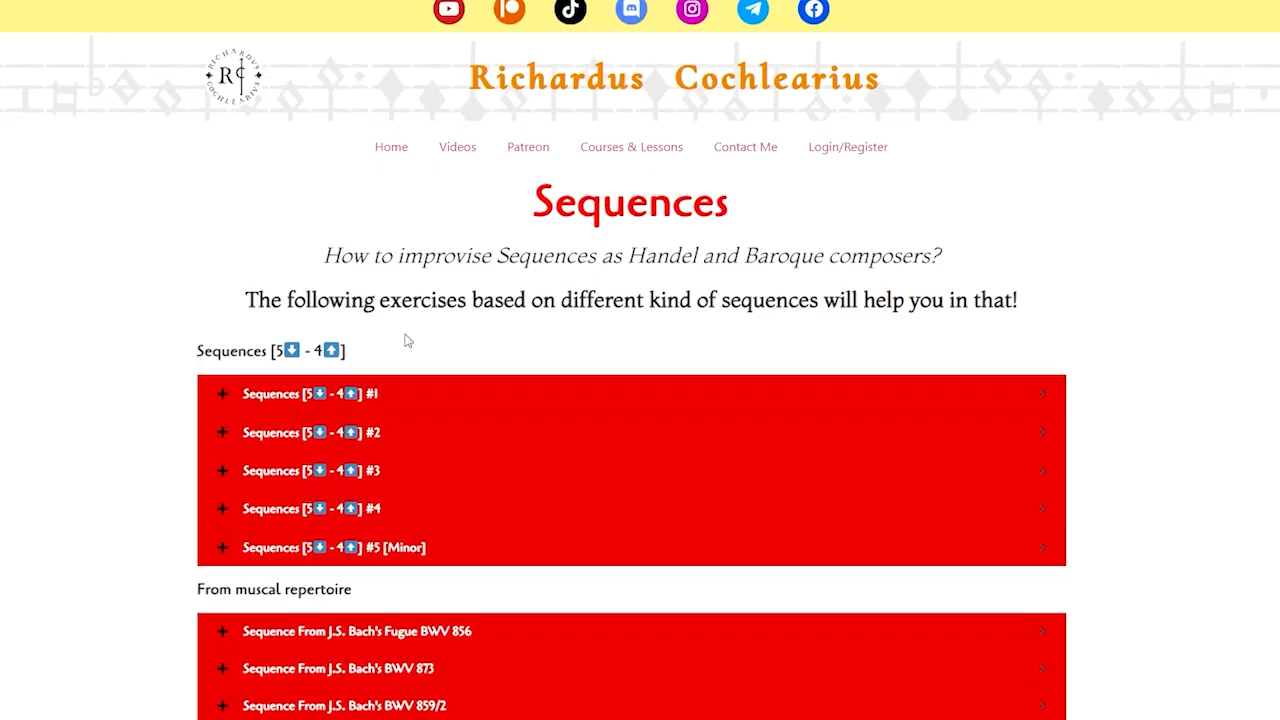 RICHARDUS
R
COCHLEARIUS
Richardus Cochlearius
Home Videos Patreon Courses & Lessons Contact Me Login/Register
Sequences
How to improvise Sequences as Handel and Baroque composers?
The following exercises based on different kind of sequences will help you in that!
Sequences [5⬇️ - 4⬆️]
Sequences [5⬇️ - 4⬆️] #1
Sequences [5⬇️ - 4⬆️] #2
Sequences [5⬇️ - 4⬆️] #3
Sequences [5⬇️ - 4⬆️] #4
Sequences [5⬇️ - 4⬆️] #5 [Minor]
From muscal repertoire
Sequence From J.S. Bach's Fugue BWV 856
Sequence From J.S. Bach's BWV 873
Sequence From J.S. Bach's BWV 859/2